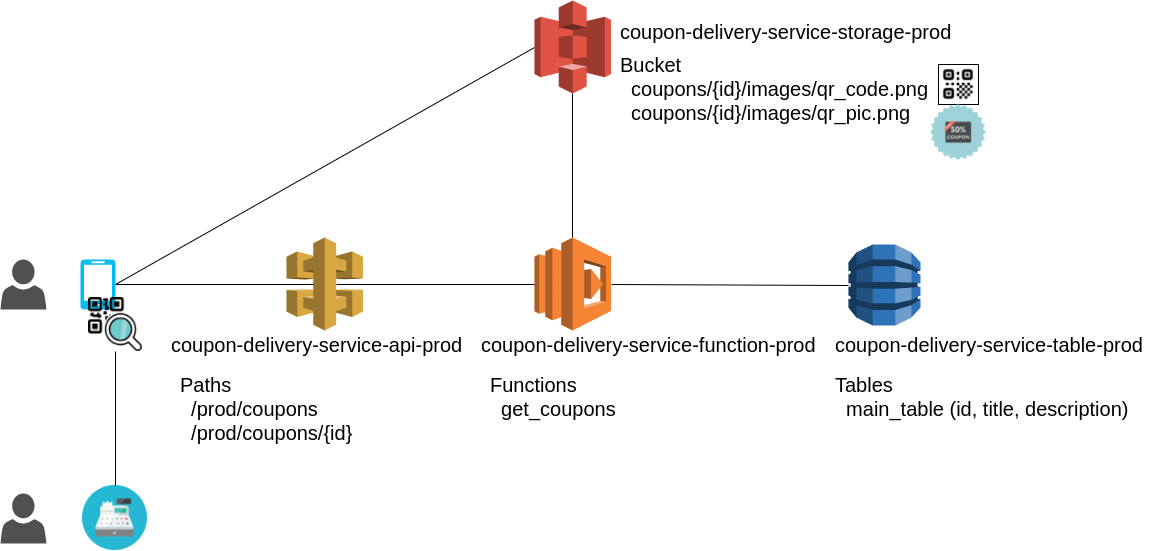 coupon-delivery-service-storage-prod
Bucket
coupons/{id}/images/qr_code.png
coupons/{id}/images/qr_pic.png
50%
COUPON
coupon-delivery-service-api-prod
Paths
/prod/coupons
/prod/coupons/{id}
coupon-delivery-service-function-prod
Functions
get_coupons
coupon-delivery-service-table-prod
Tables
main_table (id, title, description)